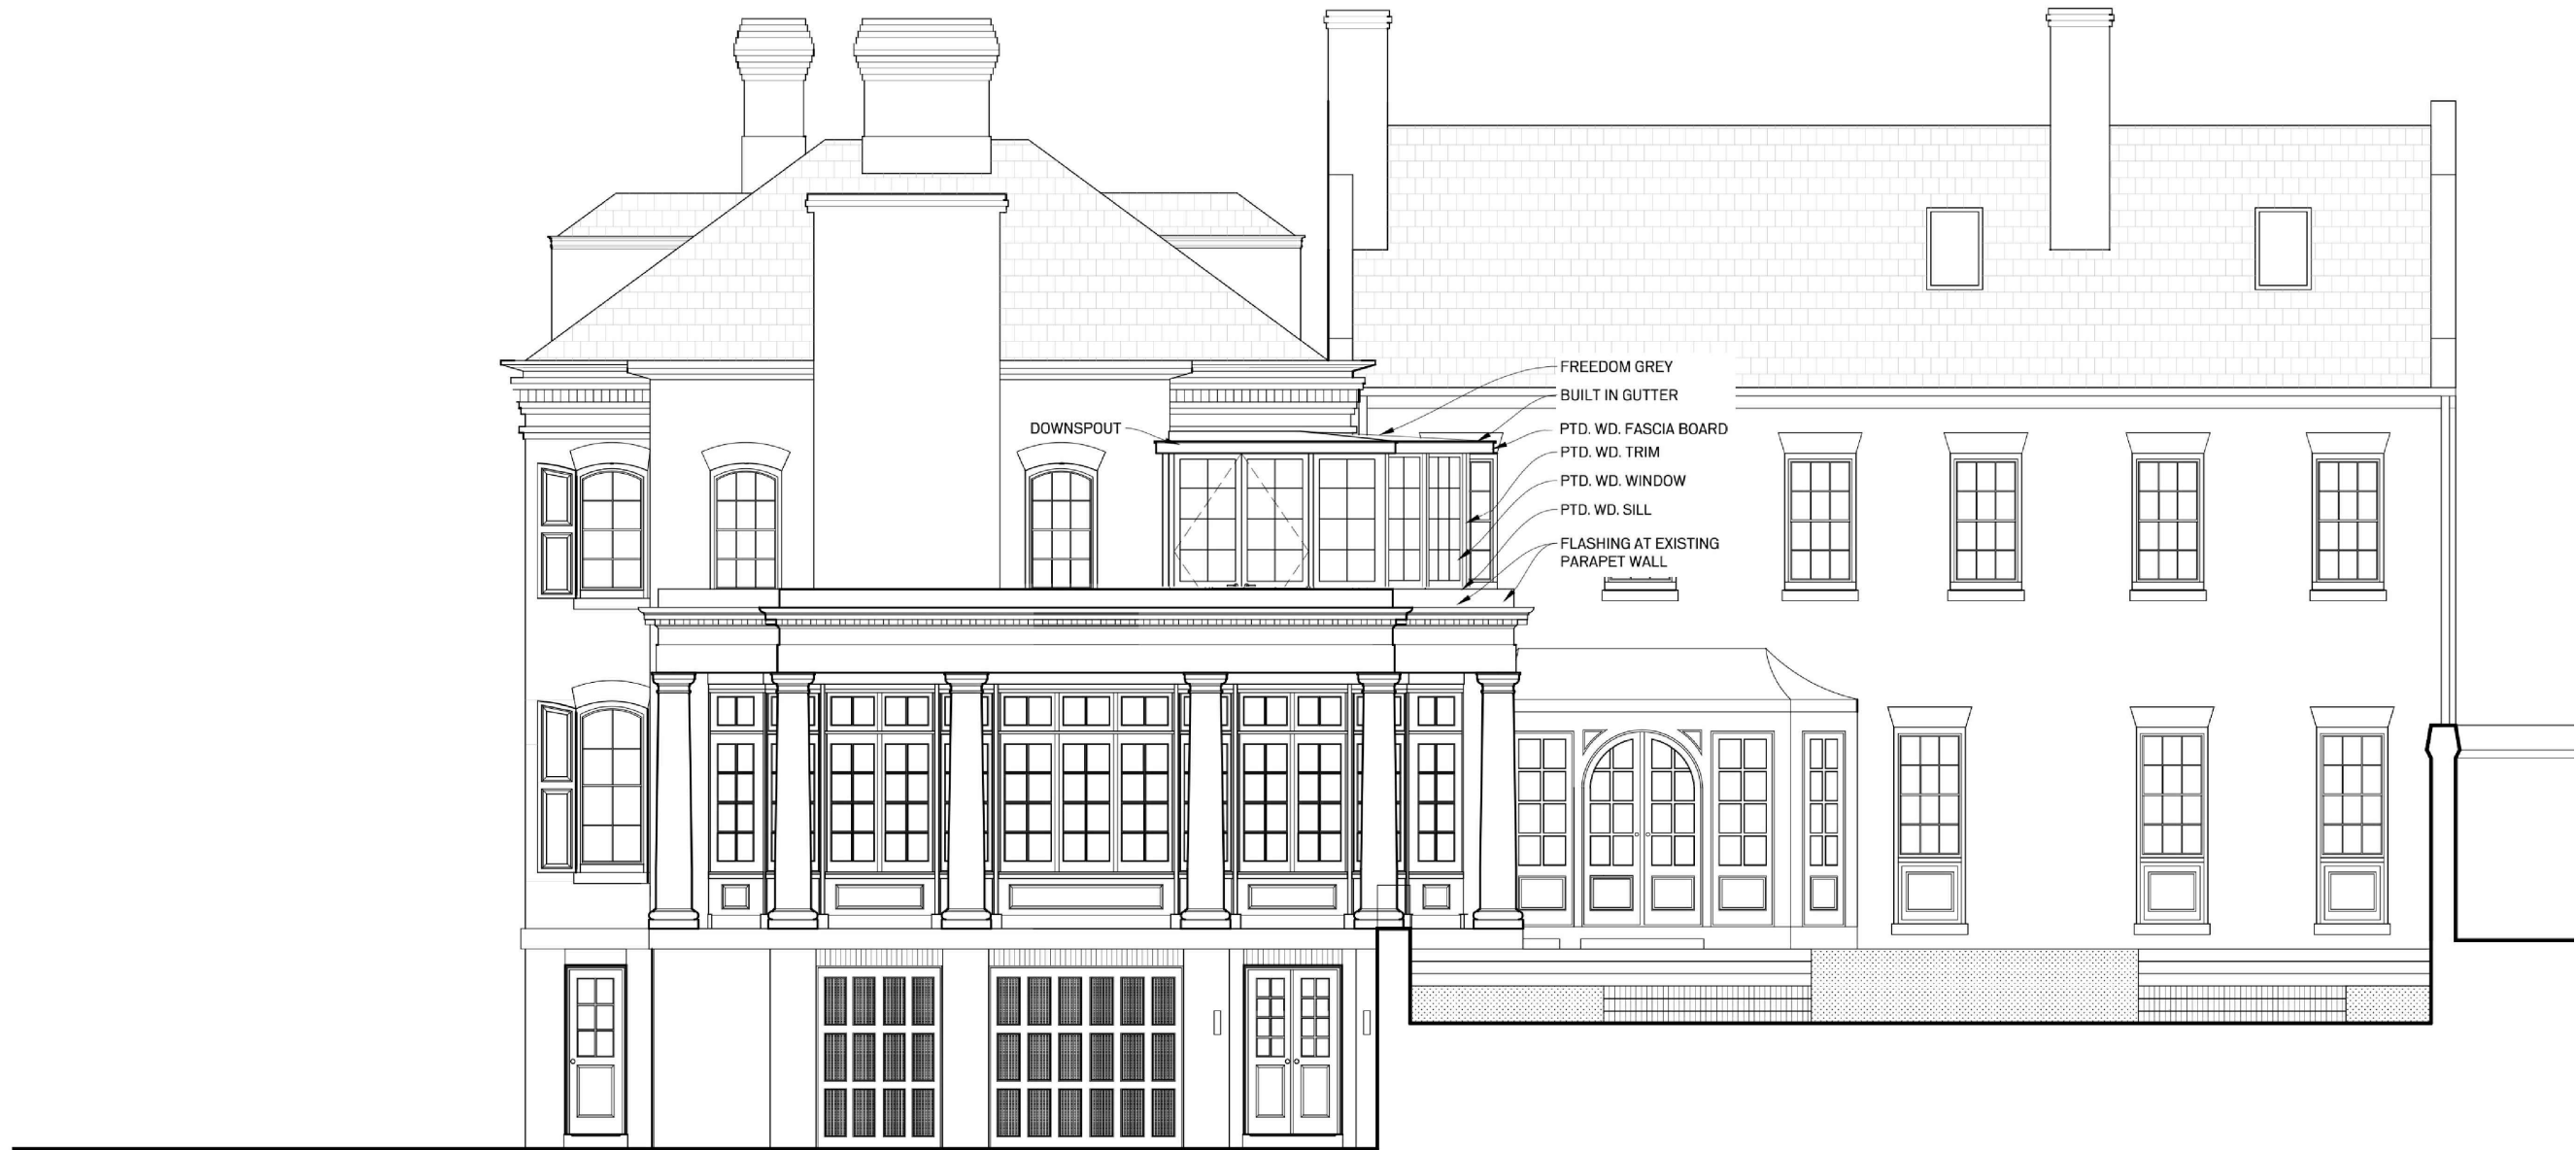 FREEDOM GREY
BUILT IN GUTTER
DOWNSPOUT
PTD. WD. FASCIA BOARD
PTD. WD. TRIM
PTD. WD. WINDOW
PTD. WD. SILL
FLASHING AT EXISTING
PARAPET WALL